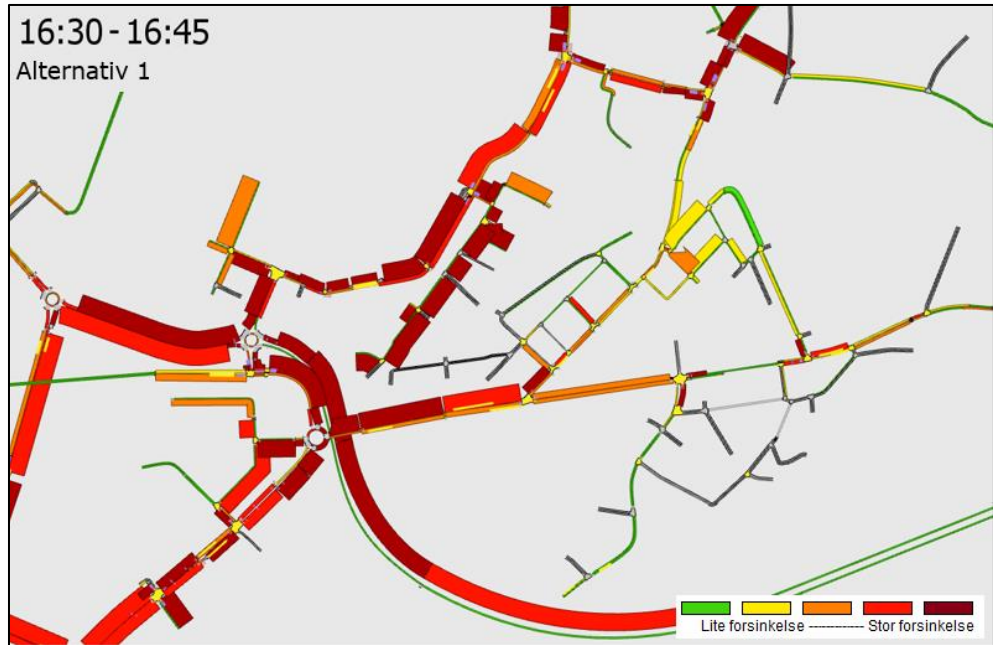 16:30 - 16:45
Alternativ 1
Lite forsinkelse ------------ Stor forsinkelse